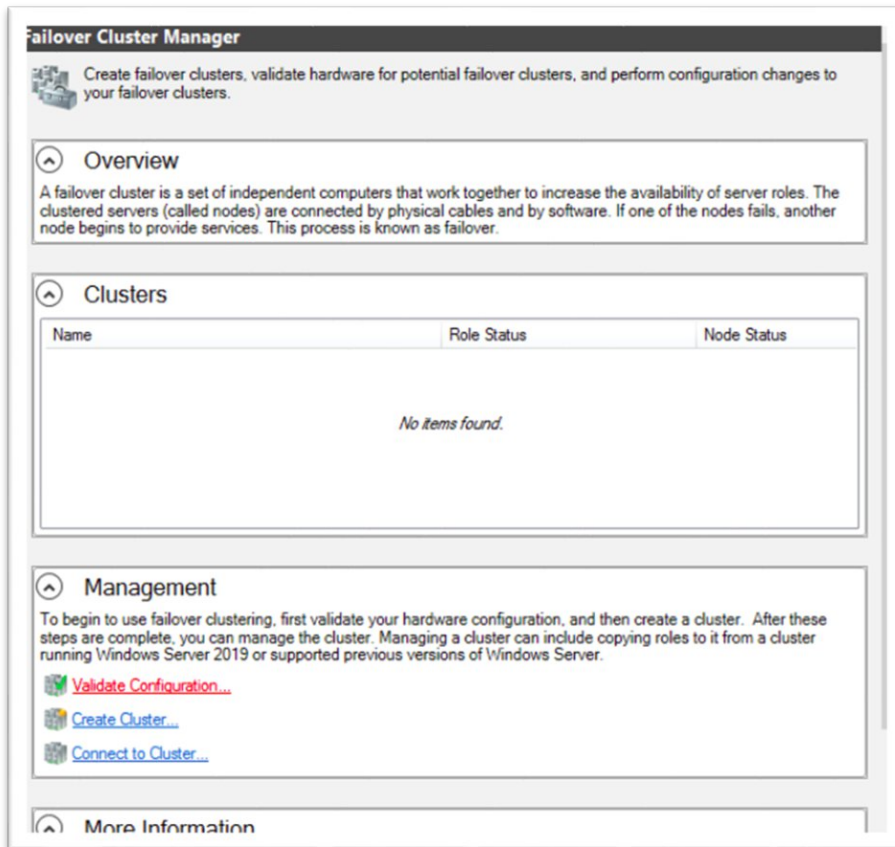 Failover Cluster Manager
Create failover clusters, validate hardware for potential failover clusters, and perform configuration changes to
your failover clusters.
Overview
A failover cluster is a set of independent computers that work together to increase the availability of server roles. The
clustered servers (called nodes) are connected by physical cables and by software. If one of the nodes fails, another
node begins to provide services. This process is known as failover.
Clusters
Name Role Status Node Status
No items found.
Management
To begin to use failover clustering, first validate your hardware configuration, and then create a cluster. After these
steps are complete, you can manage the cluster. Managing a cluster can include copying roles to it from a cluster
running Windows Server 2019 or supported previous versions of Windows Server.
Validate Configuration...
Create Cluster...
Connect to Cluster...
More Information